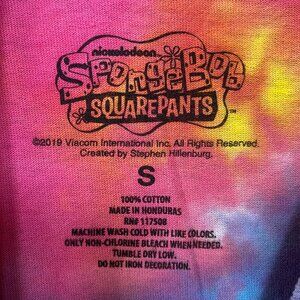 nickelodeon
SpongeBob
SQUAREPANTS
TM
©2019 Viacom International Inc. All Rights Reserved.
Created by Stephen Hillenburg.
S
100% COTTON
MADE IN HONDURAS
RN# 117508
MACHINE WASH COLD WITH LIKE COLORS.
ONLY NON-CHLORINE BLEACH WHEN NEEDED.
TUMBLE DRY LOW.
DO NOT IRON DECORATION.